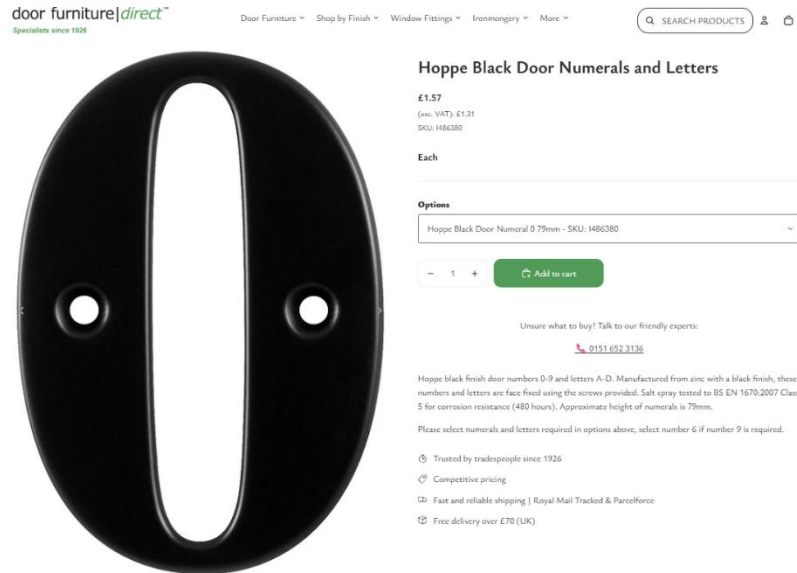 door furniture|direct™
Specialists since 1926
Door Furniture
Shop by Finish
Window Fittings
Ironmongery
More
SEARCH PRODUCTS
0
Hoppe Black Door Numerals and Letters
£1.57
(exc. VAT): £1.31
SKU: I486380
Each
Options
Hoppe Black Door Numeral 0 79mm - SKU: I486380
− 1 +
Add to cart
Unsure what to buy? Talk to our friendly experts:
0151 652 3136
Hoppe black finish door numbers 0-9 and letters A-D. Manufactured from zinc with a black finish, these
numbers and letters are face fixed using the screws provided. Salt spray tested to BS EN 1670:2007 Class
5 for corrosion resistance (480 hours). Approximate height of numerals is 79mm.
Please select numerals and letters required in options above, select number 6 if number 9 is required.
Trusted by tradespeople since 1926
Competitive pricing
Fast and reliable shipping | Royal Mail Tracked & Parcelforce
Free delivery over £70 (UK)